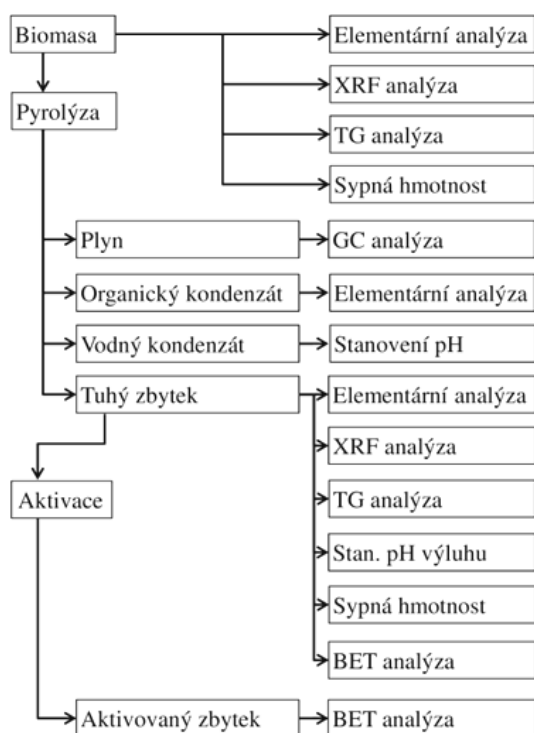 Biomasa
Elementární analýza
XRF analýza
Pyrolýza
TG analýza
Sypná hmotnost
Plyn
GC analýza
Organický kondenzát
Elementární analýza
Vodný kondenzát
Stanovení pH
Tuhý zbytek
Elementární analýza
XRF analýza
Aktivace
TG analýza
Stan. pH výluhu
Sypná hmotnost
BET analýza
Aktivovaný zbytek
BET analýza